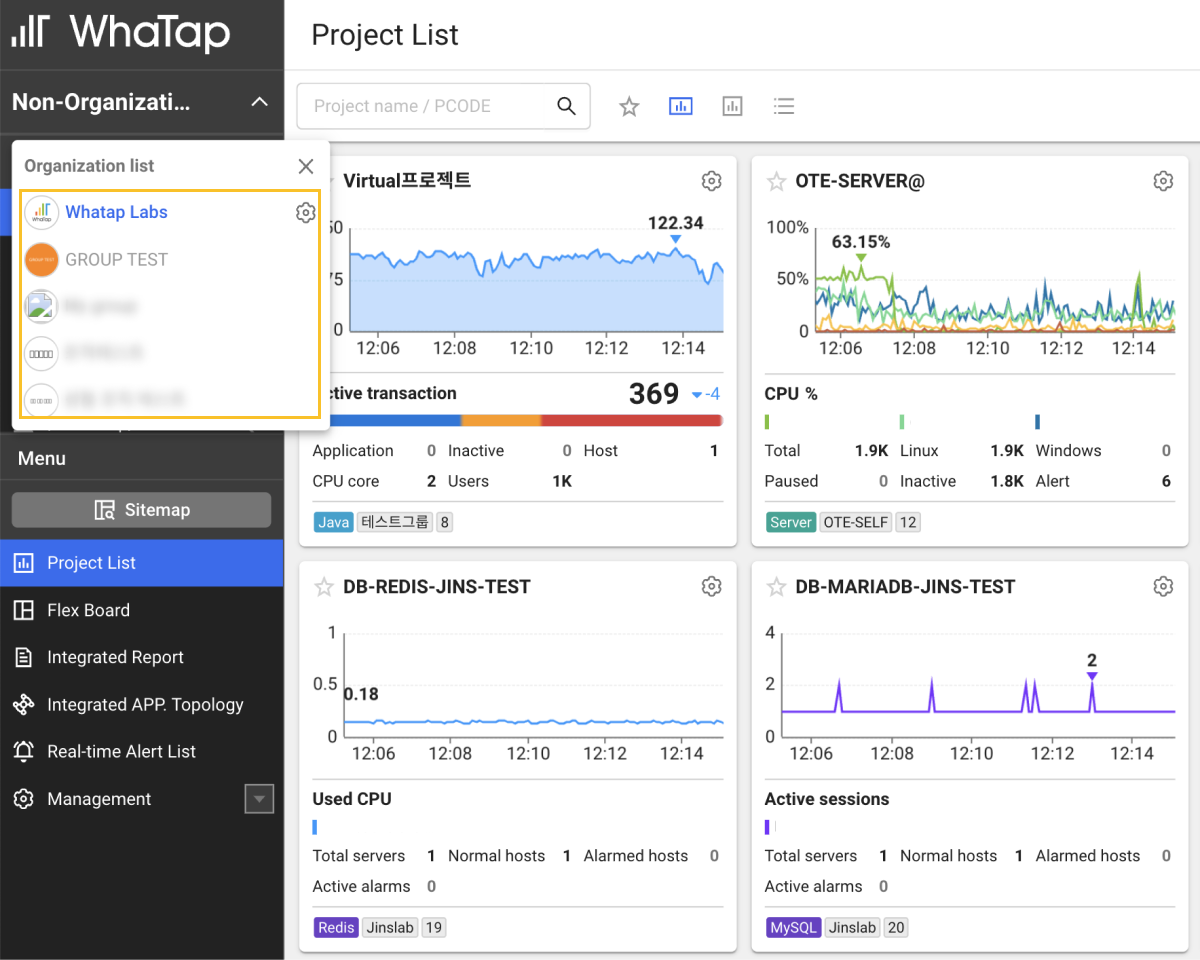 WhaTap
Project List
Non-Organizati...
Project name / PCODE
Organization list
Whatap Labs
GROUP TEST
Virtual프로젝트
122.34
0
12:06 12:08 12:10 12:12 12:14
ctive transaction 369 -4
Application 0 Inactive 0 Host 1
CPU core 2 Users 1K
Java 테스트그룹 8
OTE-SERVER@
100%
63.15%
50%
0
12:06 12:08 12:10 12:12 12:14
CPU %
Total 1.9K Linux 1.9K Windows 0
Paused 0 Inactive 1.8K Alert 6
Server OTE-SELF 12
Menu
Sitemap
Project List
Flex Board
Integrated Report
Integrated APP. Topology
Real-time Alert List
Management
DB-REDIS-JINS-TEST
1
0.5
0.18
0
12:06 12:08 12:10 12:12 12:14
Used CPU
Total servers 1 Normal hosts 1 Alarmed hosts 0
Active alarms 0
Redis Jinslab 19
DB-MARIADB-JINS-TEST
4
2
2
0
12:06 12:08 12:10 12:12 12:14
Active sessions
Total servers 1 Normal hosts 1 Alarmed hosts 0
Active alarms 0
MySQL Jinslab 20